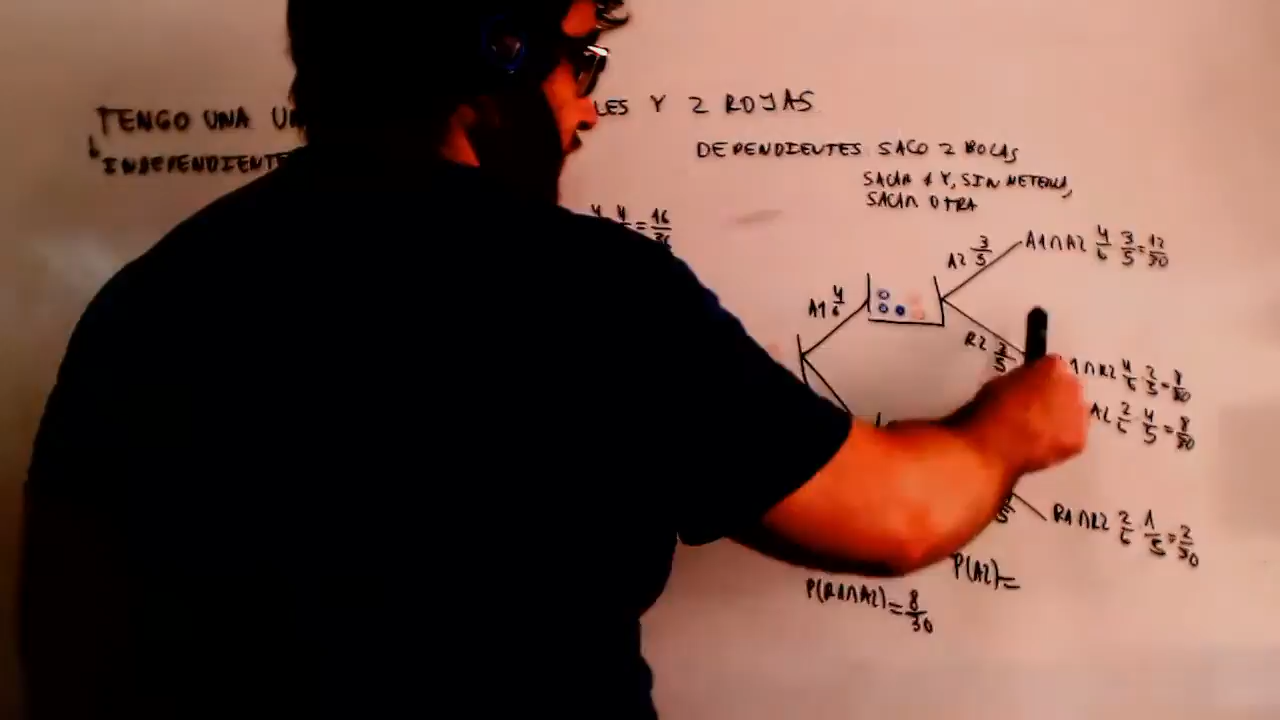 TENGO UNA
LES Y 2 ROJAS
INDEPENDIENTE
DEPENDIENTES SACO 2 BOLAS
SACAR 1 Y, SIN METERLA,
SACAR OTRA
4/6 4/6 = 16/36
A1 4/6
A2 3/5
A1∩A2 4/6 3/5 = 12/30
R2 2/5
1∩R2 4/6 2/5 = 8/30
A2 2/6 · 4/5 = 8/30
R1∩R2 2/6 · 1/5 = 2/30
P(A2)=
P(R1∩A2) = 8/30